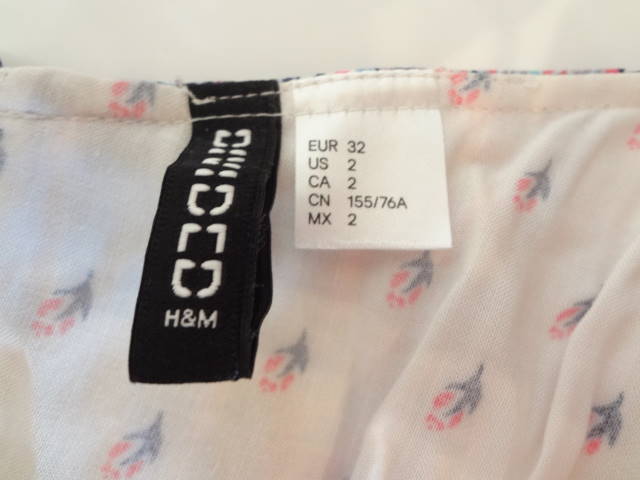 DIVIDED
H&M
EUR 32
US 2
CA 2
CN 155/76A
MX 2